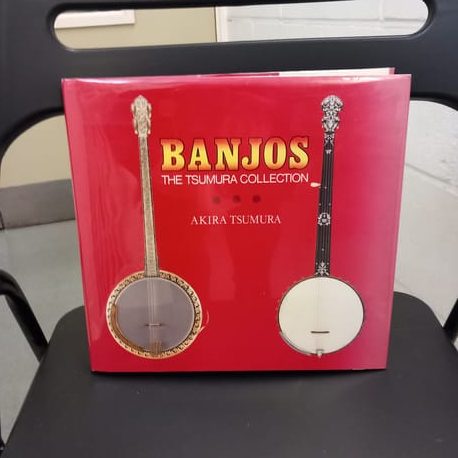 BANJOS
THE TSUMURA COLLECTION
AKIRA TSUMURA